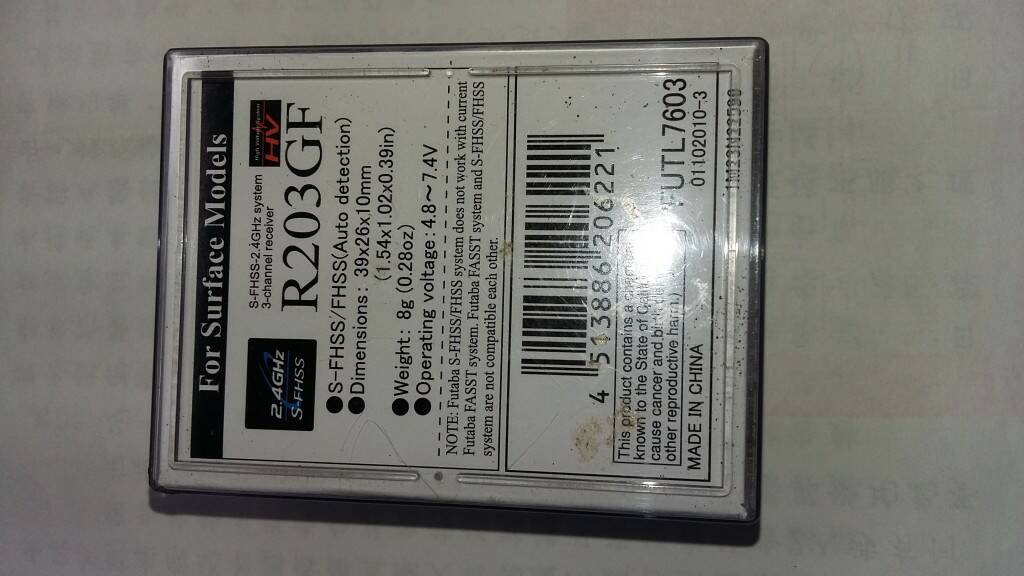 For Surface Models
2.4GHz
S-FHSS
S-FHSS-2.4GHz system
3-channel receiver
HV
R203GF
●S-FHSS/FHSS(Auto detection)
●Dimensions: 39x26x10mm
(1.54x1.02x0.39in)
●Weight: 8g (0.28oz)
●Operating voltage:4.8~7.4V
NOTE: Futaba S-FHSS/FHSS system does not work with current
Futaba FASST system. Futaba FASST system and S-FHSS/FHSS
system are not compatible each other.
4 513886 206221
This product contains a
known to the State of
cause cancer and
other reproductive harm.
MADE IN CHINA
FUTL7603
01102010-3